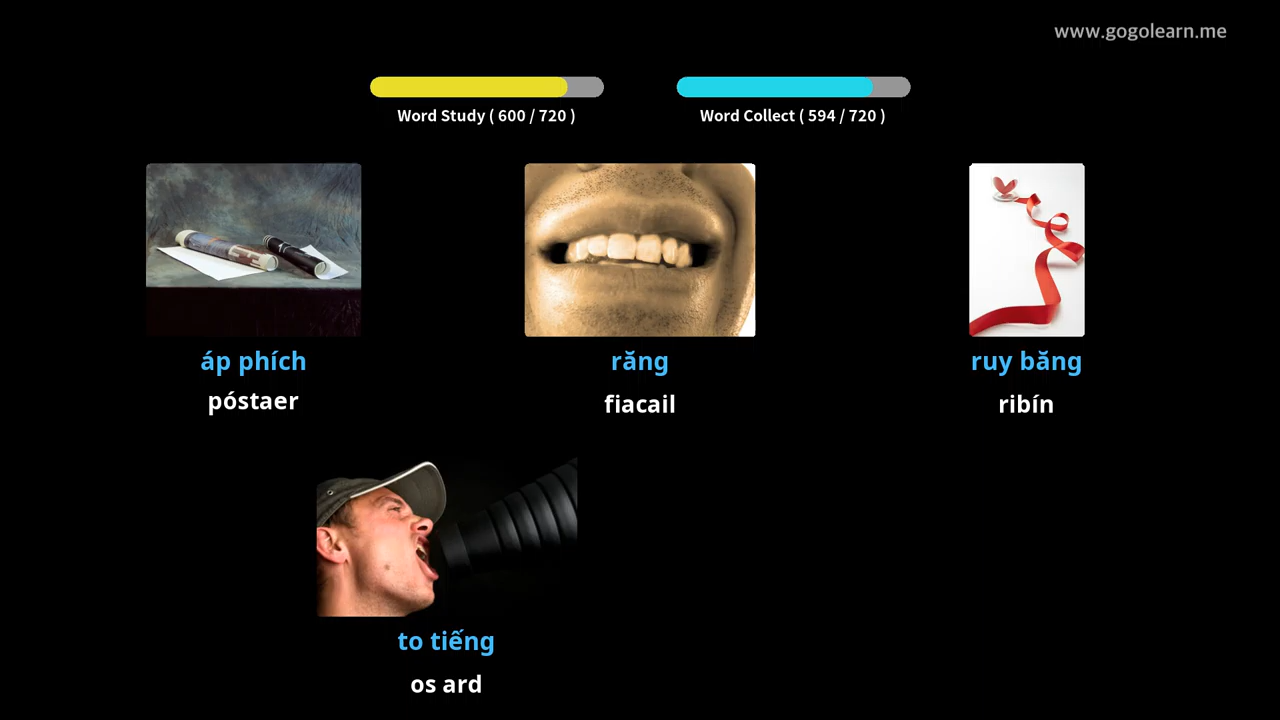 www.gogolearn.me
Word Study ( 600 / 720 )
Word Collect ( 594 / 720 )
áp phích
răng
ruy băng
póstaer
fiacail
ribín
to tiếng
os ard